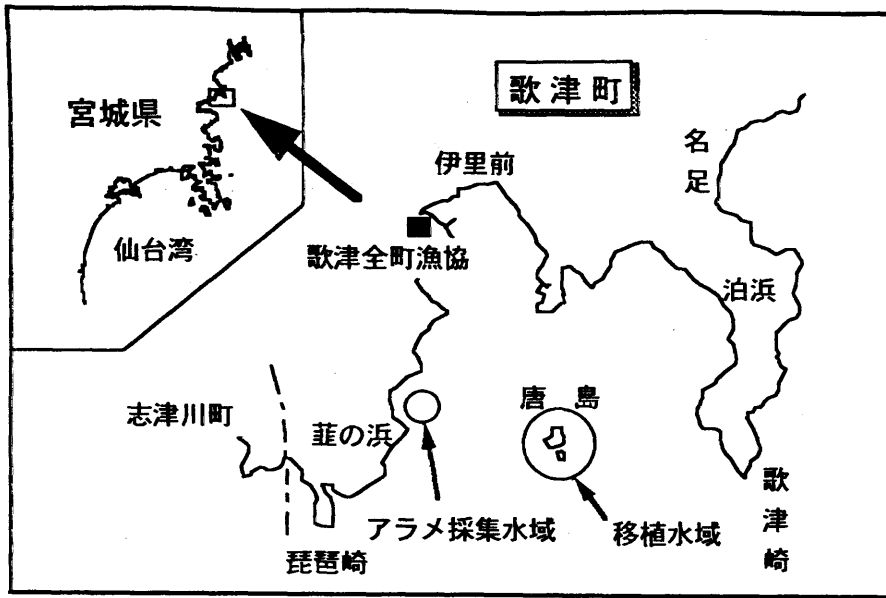 宮城県
仙台湾
歌津町
伊里前
名足
歌津全町漁協
泊浜
志津川町
韮の浜
唐島
歌津崎
アラメ採集水域
移植水域
琵琶崎